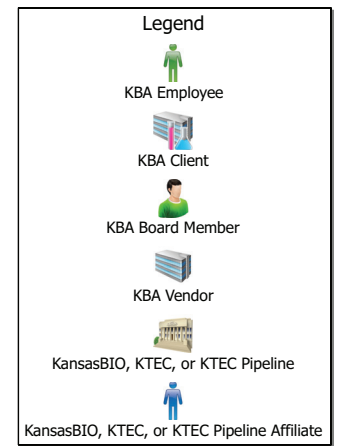 Legend
KBA Employee
KBA Client
KBA Board Member
KBA Vendor
KansasBIO, KTEC, or KTEC Pipeline
KansasBIO, KTEC, or KTEC Pipeline Affiliate